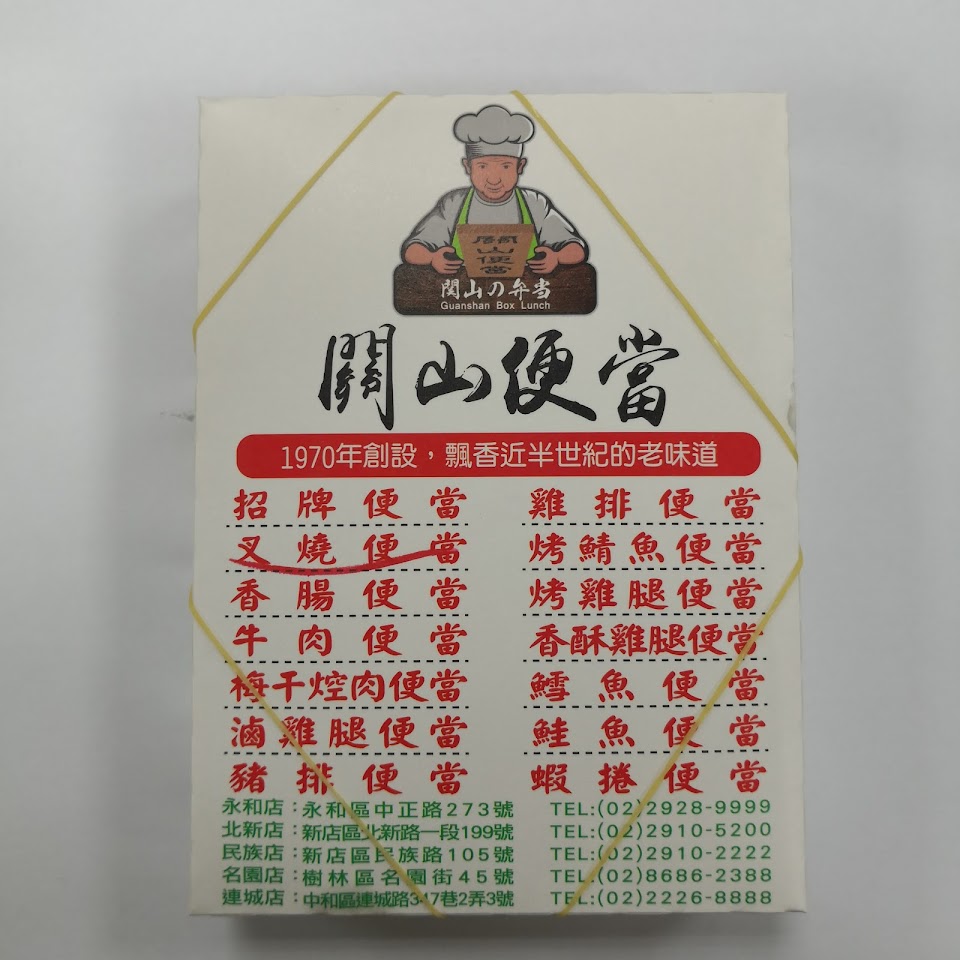 關山便當
関山の弁当
Guanshan Box Lunch
關山便當
1970年創設，飄香近半世紀的老味道
招牌便當 雞排便當
叉燒便當 烤鯖魚便當
香腸便當 烤雞腿便當
牛肉便當 香酥雞腿便當
梅干焢肉便當 鱈魚便當
滷雞腿便當 鮭魚便當
豬排便當 蝦捲便當
永和店：永和區中正路273號 TEL:(02)2928-9999
北新店：新店區北新路一段199號 TEL:(02)2910-5200
民族店：新店區民族路105號 TEL:(02)2910-2222
名園店：樹林區名園街45號 TEL:(02)8686-2388
連城店：中和區連城路347巷2弄3號 TEL:(02)2226-8888